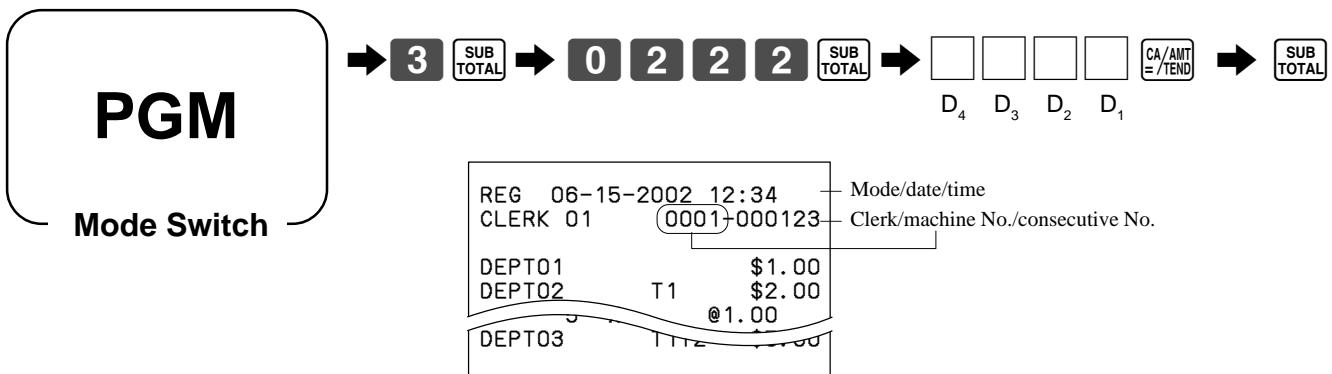 PGM
Mode Switch
3 SUB TOTAL 0 2 2 2 SUB TOTAL CA/AMT = /TEND SUB TOTAL
D4 D3 D2 D1
REG 06-15-2002 12:34
Mode/date/time
CLERK 01 0001-000123
Clerk/machine No./consecutive No.
DEPT01 $1.00
DEPT02 T1 $2.00
@1.00
DEPT03